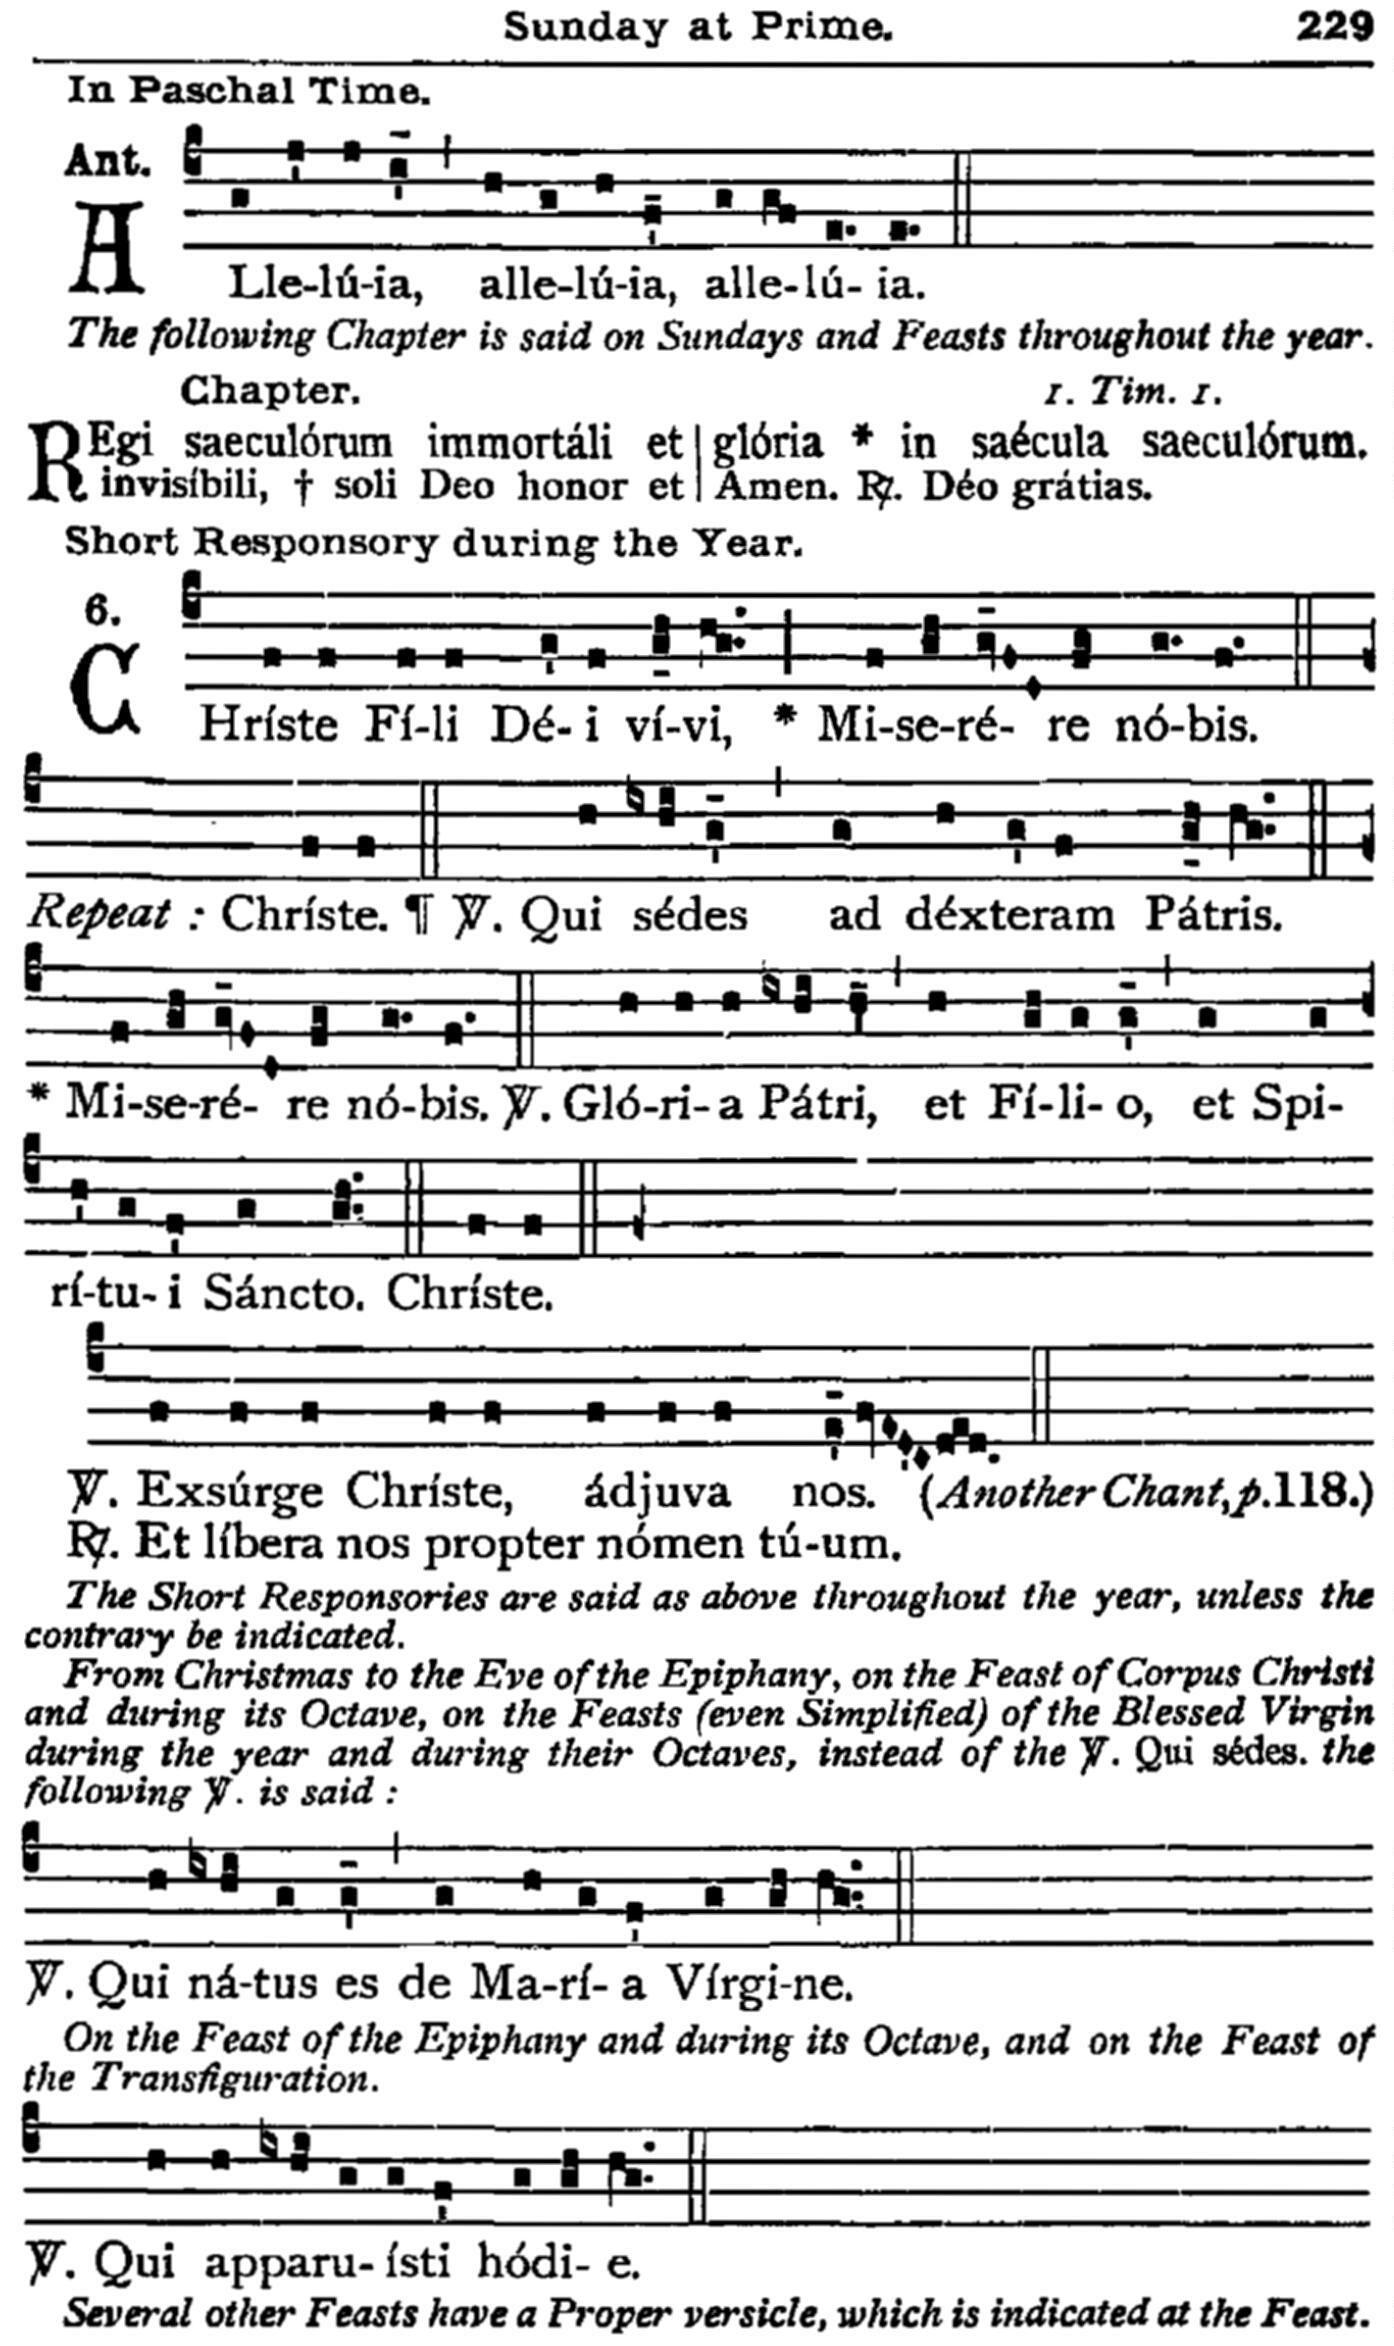 Sunday at Prime. 229
In Paschal Time.
Ant.
A
Lle-lú-ia, alle-lú-ia, alle-lú- ia.
The following Chapter is said on Sundays and Feasts throughout the year.
Chapter. 1. Tim. 1.
REgi saeculórum immortáli et | glória * in saécula saeculórum.
invisíbili, † soli Deo honor et | Amen. ℟. Déo grátias.
Short Responsory during the Year.
6.
C
Hríste Fí-li Dé- i ví-vi, * Mi-se-ré- re nó-bis.
Repeat : Chríste. ¶ ℣. Qui sédes ad déxteram Pátris.
* Mi-se-ré- re nó-bis. ℣. Gló-ri- a Pátri, et Fí-li- o, et Spi-
rí-tu- i Sáncto. Chríste.
℣. Exsúrge Chríste, ádjuva nos. (Another Chant, p. 118.)
℟. Et líbera nos propter nómen tú-um.
The Short Responsories are said as above throughout the year, unless the
contrary be indicated.
From Christmas to the Eve of the Epiphany, on the Feast of Corpus Christi
and during its Octave, on the Feasts (even Simplified) of the Blessed Virgin
during the year and during their Octaves, instead of the ℣. Qui sédes. the
following ℣. is said :
℣. Qui ná-tus es de Ma-rí- a Vírgi-ne.
On the Feast of the Epiphany and during its Octave, and on the Feast of
the Transfiguration.
℣. Qui apparu- ísti hódi- e.
Several other Feasts have a Proper versicle, which is indicated at the Feast.